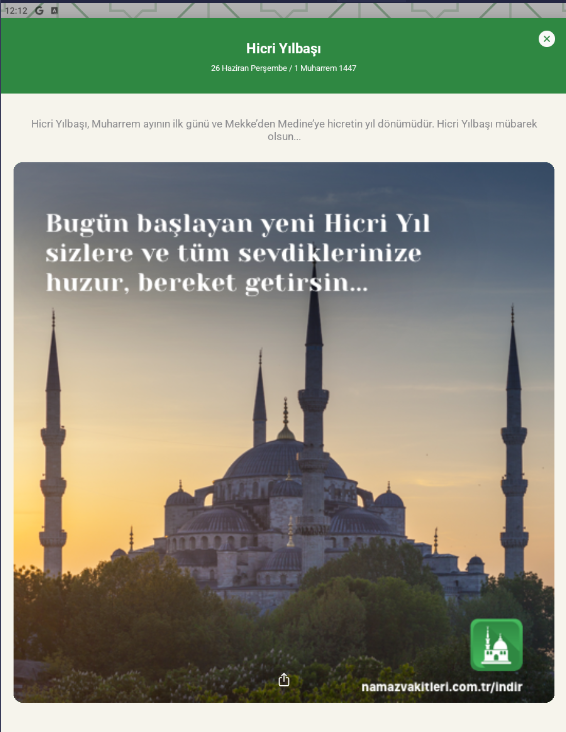 12:12
Hicri Yılbaşı
26 Haziran Perşembe / 1 Muharrem 1447
Hicri Yılbaşı, Muharrem ayının ilk günü ve Mekke’den Medine’ye hicretin yıl dönümüdür. Hicri Yılbaşı mübarek
olsun...
Bugün başlayan yeni Hicri Yıl
sizlere ve tüm sevdiklerinize
huzur, bereket getirsin...
namazvakitleri.com.tr/indir